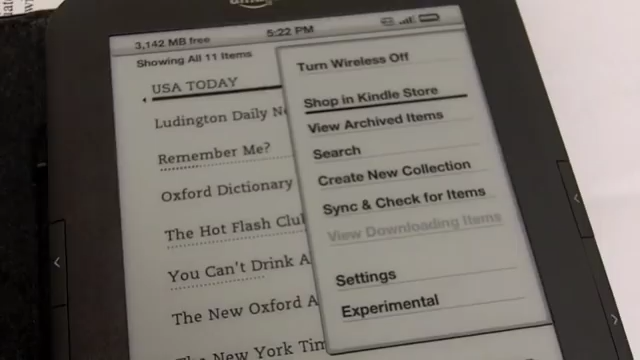 3,142 MB free
5:22 PM
Showing All 11 Items
USA TODAY
Ludington Daily
Remember Me?
Oxford Dictionary
The Hot Flash
You Can't Drink
The New Oxford
The New York
Turn Wireless Off
Shop in Kindle Store
View Archived Items
Search
Create New Collection
Sync & Check for Items
View Downloading Items
Settings
Experimental